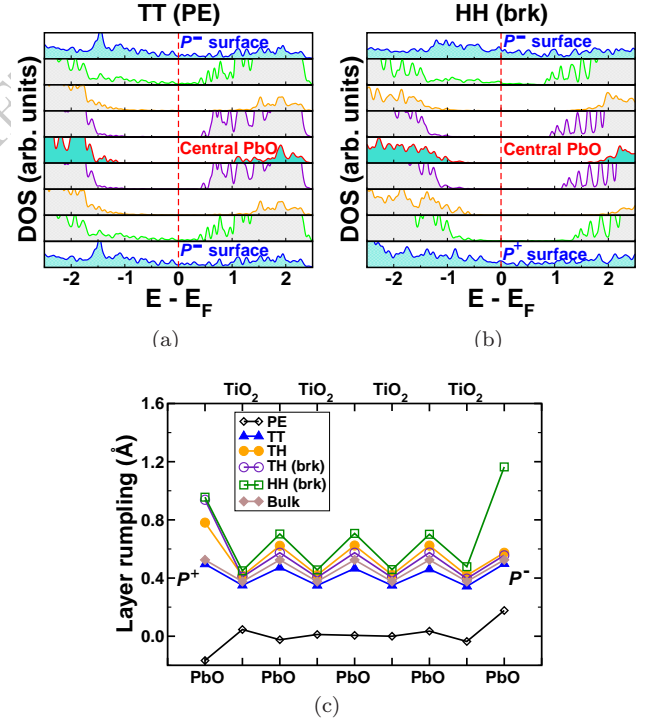 TT (PE)
HH (brk)
DOS (arb. units)
P⁻ surface
Central PbO
P⁻ surface
-2 -1 0 1 2
E - E_F
(a)
DOS (arb. units)
P⁻ surface
Central PbO
P⁺ surface
-2 -1 0 1 2
E - E_F
(b)
TiO₂ TiO₂ TiO₂ TiO₂
Layer rumpling (Å)
1.6
1.2
0.8
0.4
0.0
PE
TT
TH
TH (brk)
HH (brk)
Bulk
P⁺
P⁻
PbO PbO PbO PbO PbO
(c)